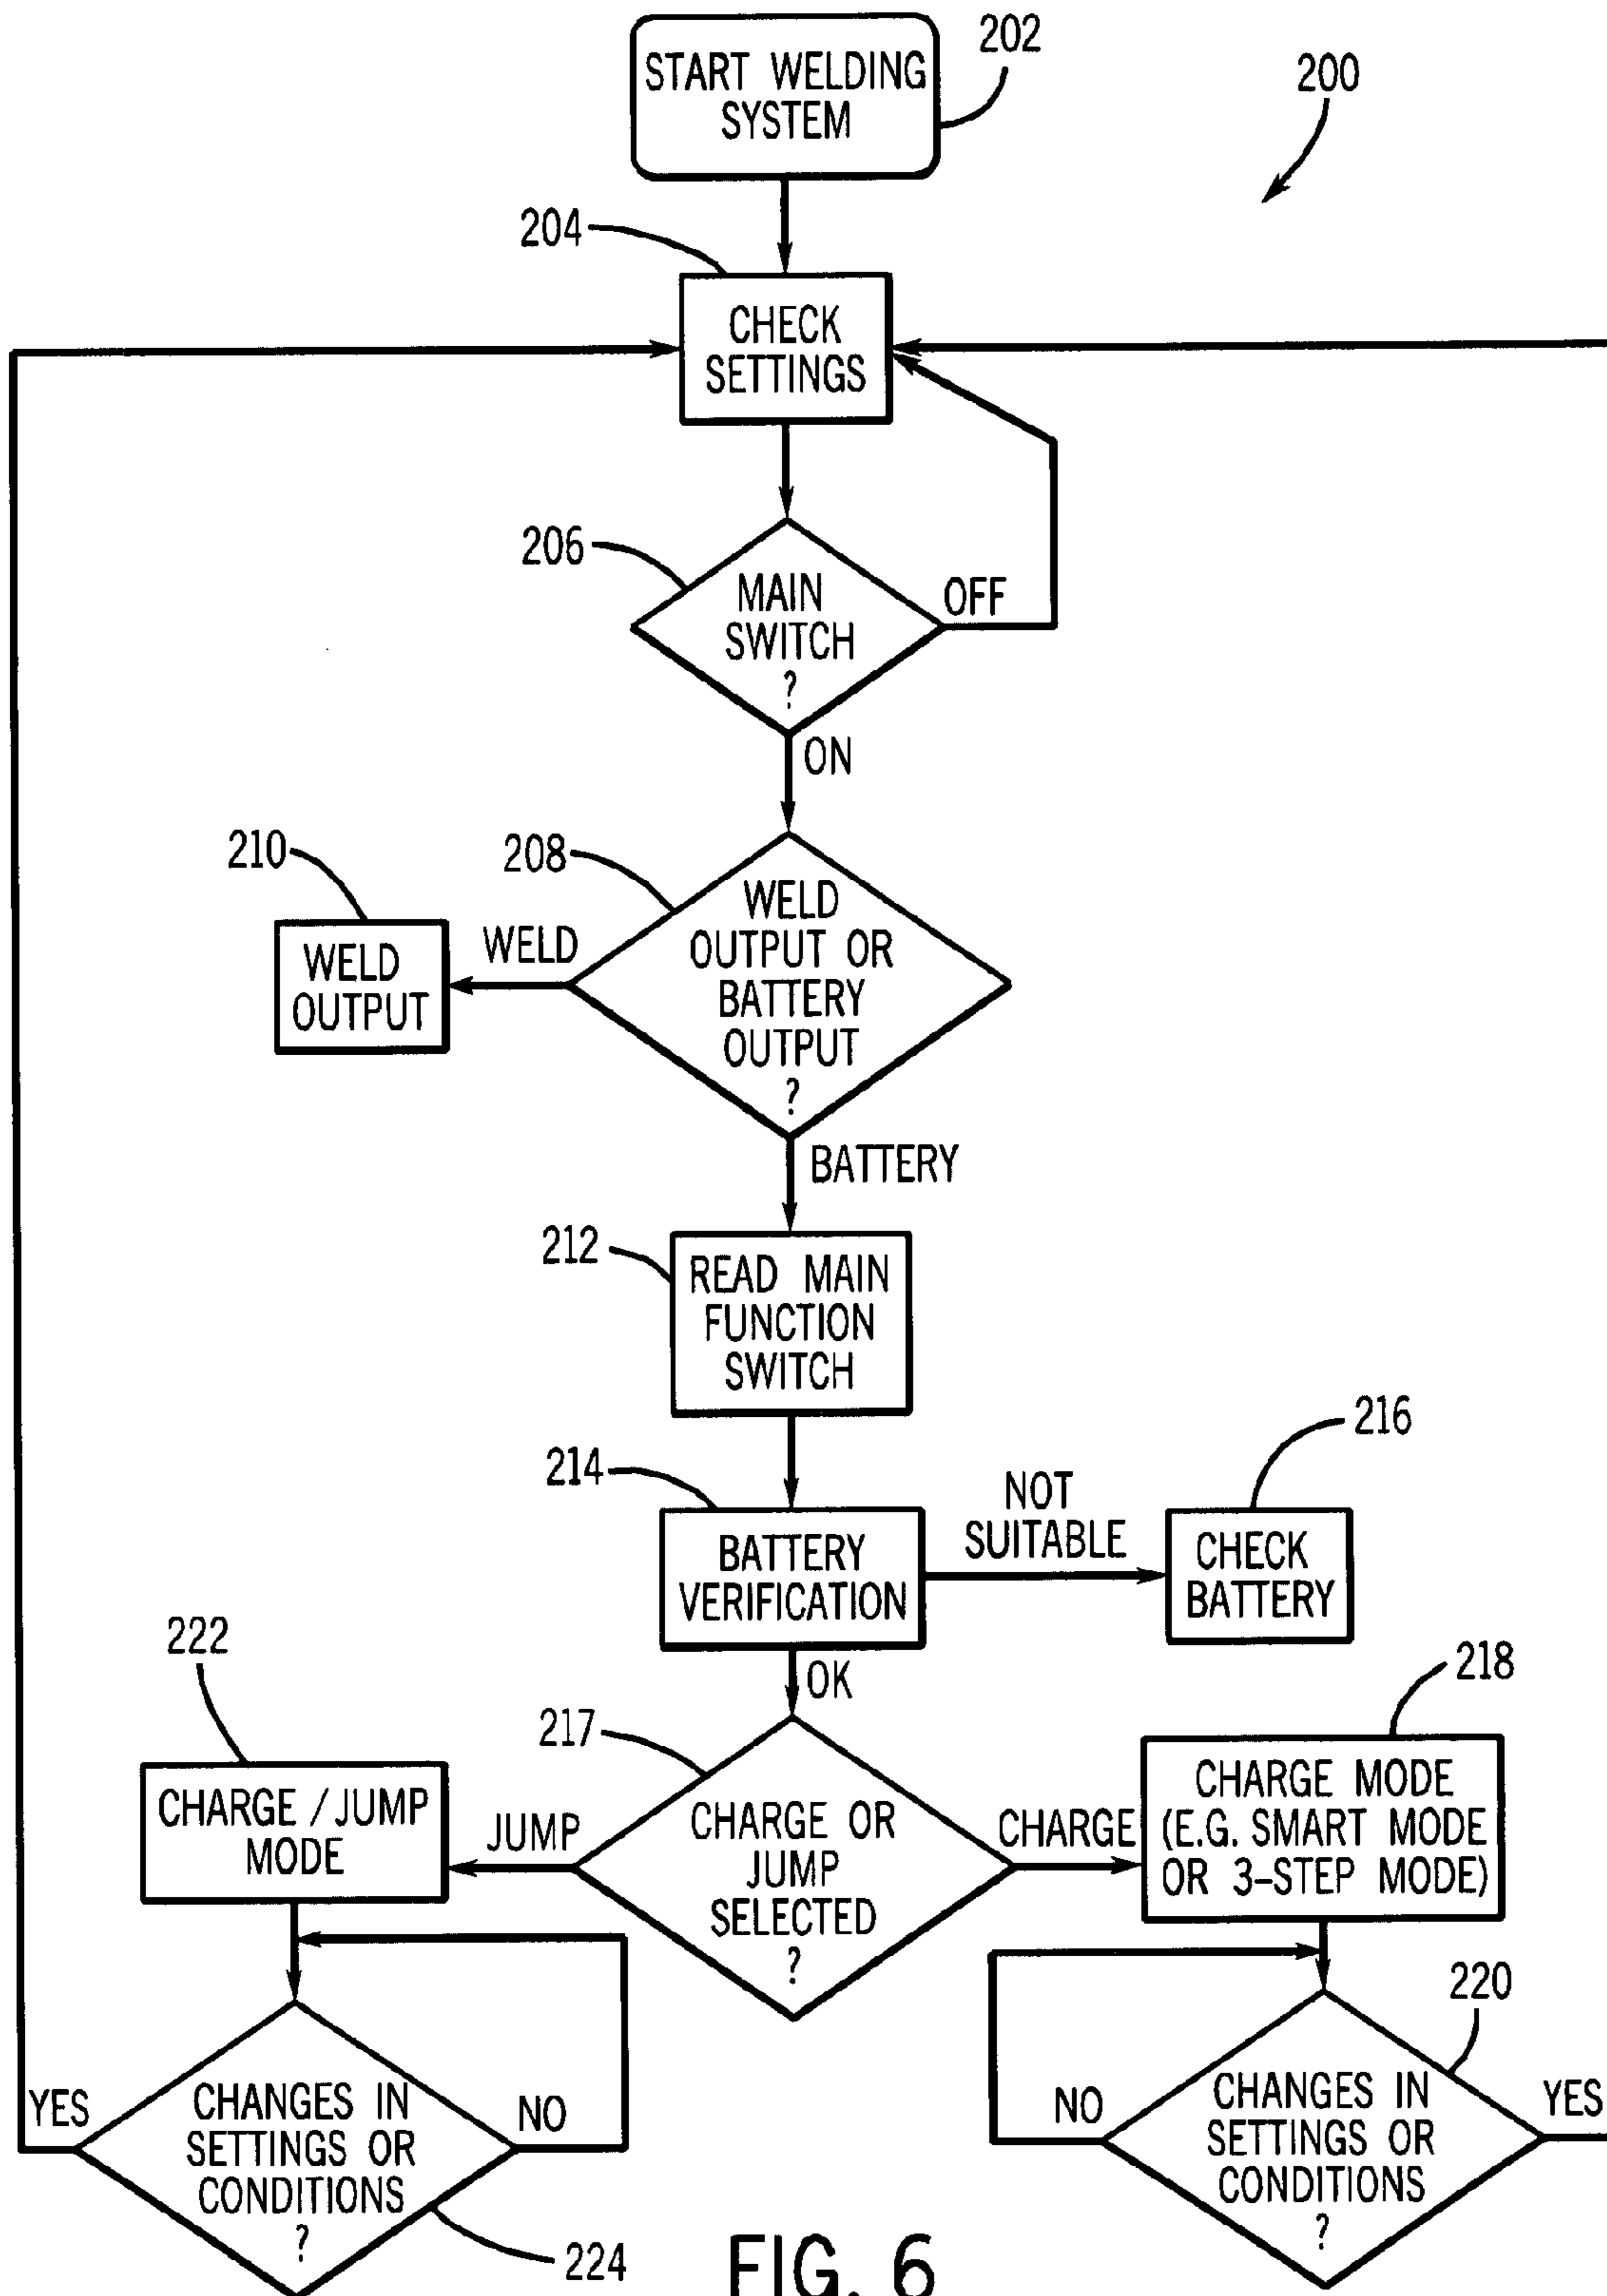 START WELDING
SYSTEM
202
200
204
CHECK
SETTINGS
206
MAIN
SWITCH
?
OFF
ON
210
208
WELD
OUTPUT
WELD
WELD
OUTPUT OR
BATTERY
OUTPUT
?
BATTERY
212
READ MAIN
FUNCTION
SWITCH
216
214
NOT
SUITABLE
BATTERY
VERIFICATION
CHECK
BATTERY
222
OK
218
217
CHARGE / JUMP
MODE
JUMP
CHARGE OR
JUMP
SELECTED
?
CHARGE
CHARGE MODE
(E.G. SMART MODE
OR 3-STEP MODE)
220
YES
CHANGES IN
SETTINGS OR
CONDITIONS
?
NO
NO
CHANGES IN
SETTINGS OR
CONDITIONS
?
YES
224
FIG. 6